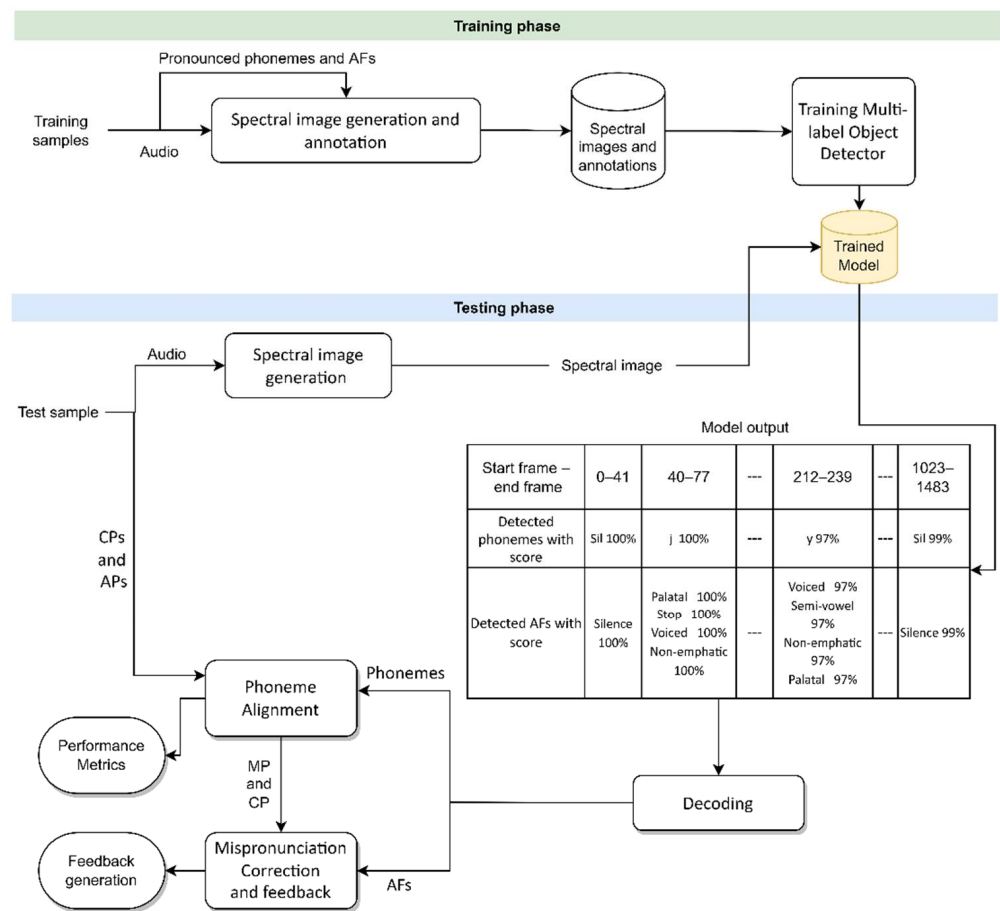 Training phase
Pronounced phonemes and AFs
Training
samples
Audio
Spectral image generation and
annotation
Spectral
images and
annotations
Training Multi-
label Object
Detector
Trained
Model
Testing phase
Audio
Spectral image
generation
Spectral image
Test sample
CPs
and
APs
Model output
Start frame –
end frame
0–41
40–77
---
212–239
---
1023–
1483
Detected
phonemes with
score
Sil 100%
j 100%
---
y 97%
---
Sil 99%
Detected AFs with
score
Silence
100%
Palatal 100%
Stop 100%
Voiced 100%
Non-emphatic
100%
---
Voiced 97%
Semi-vowel
97%
Non-emphatic
97%
Palatal 97%
---
Silence 99%
Phoneme
Alignment
Phonemes
Performance
Metrics
MP
and
CP
Decoding
Feedback
generation
Mispronunciation
Correction
and feedback
AFs